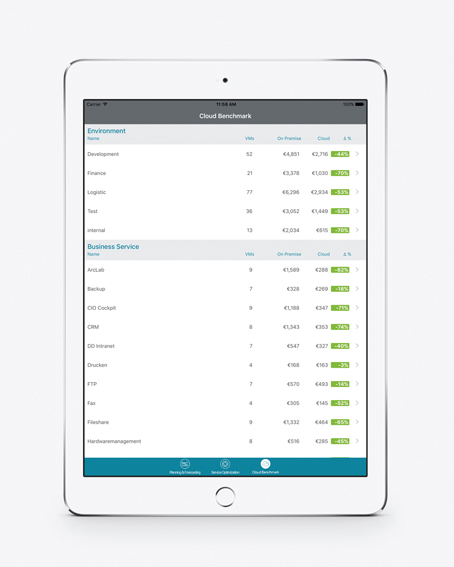 Carrier 11:08 AM 100%
Cloud Benchmark
Environment
Name VMs On Premise Cloud Δ %
Development 52 €4,851 €2,716 -44%
Finance 21 €3,378 €1,030 -70%
Logistic 77 €6,296 €2,934 -53%
Test 36 €3,052 €1,449 -53%
internal 13 €2,034 €615 -70%
Business Service
Name VMs On Premise Cloud Δ %
ArcLab 9 €1,589 €288 -82%
Backup 7 €328 €269 -18%
CIO Cockpit 9 €1,188 €347 -71%
CRM 8 €1,343 €353 -74%
DD Intranet 7 €547 €327 -40%
Drucken 4 €168 €163 -3%
FTP 7 €570 €493 -14%
Fax 4 €305 €145 -52%
Fileshare 9 €1,332 €464 -65%
Hardwaremanagement 8 €516 €285 -45%
Planning & Forecasting Service Optimization Cloud Benchmark